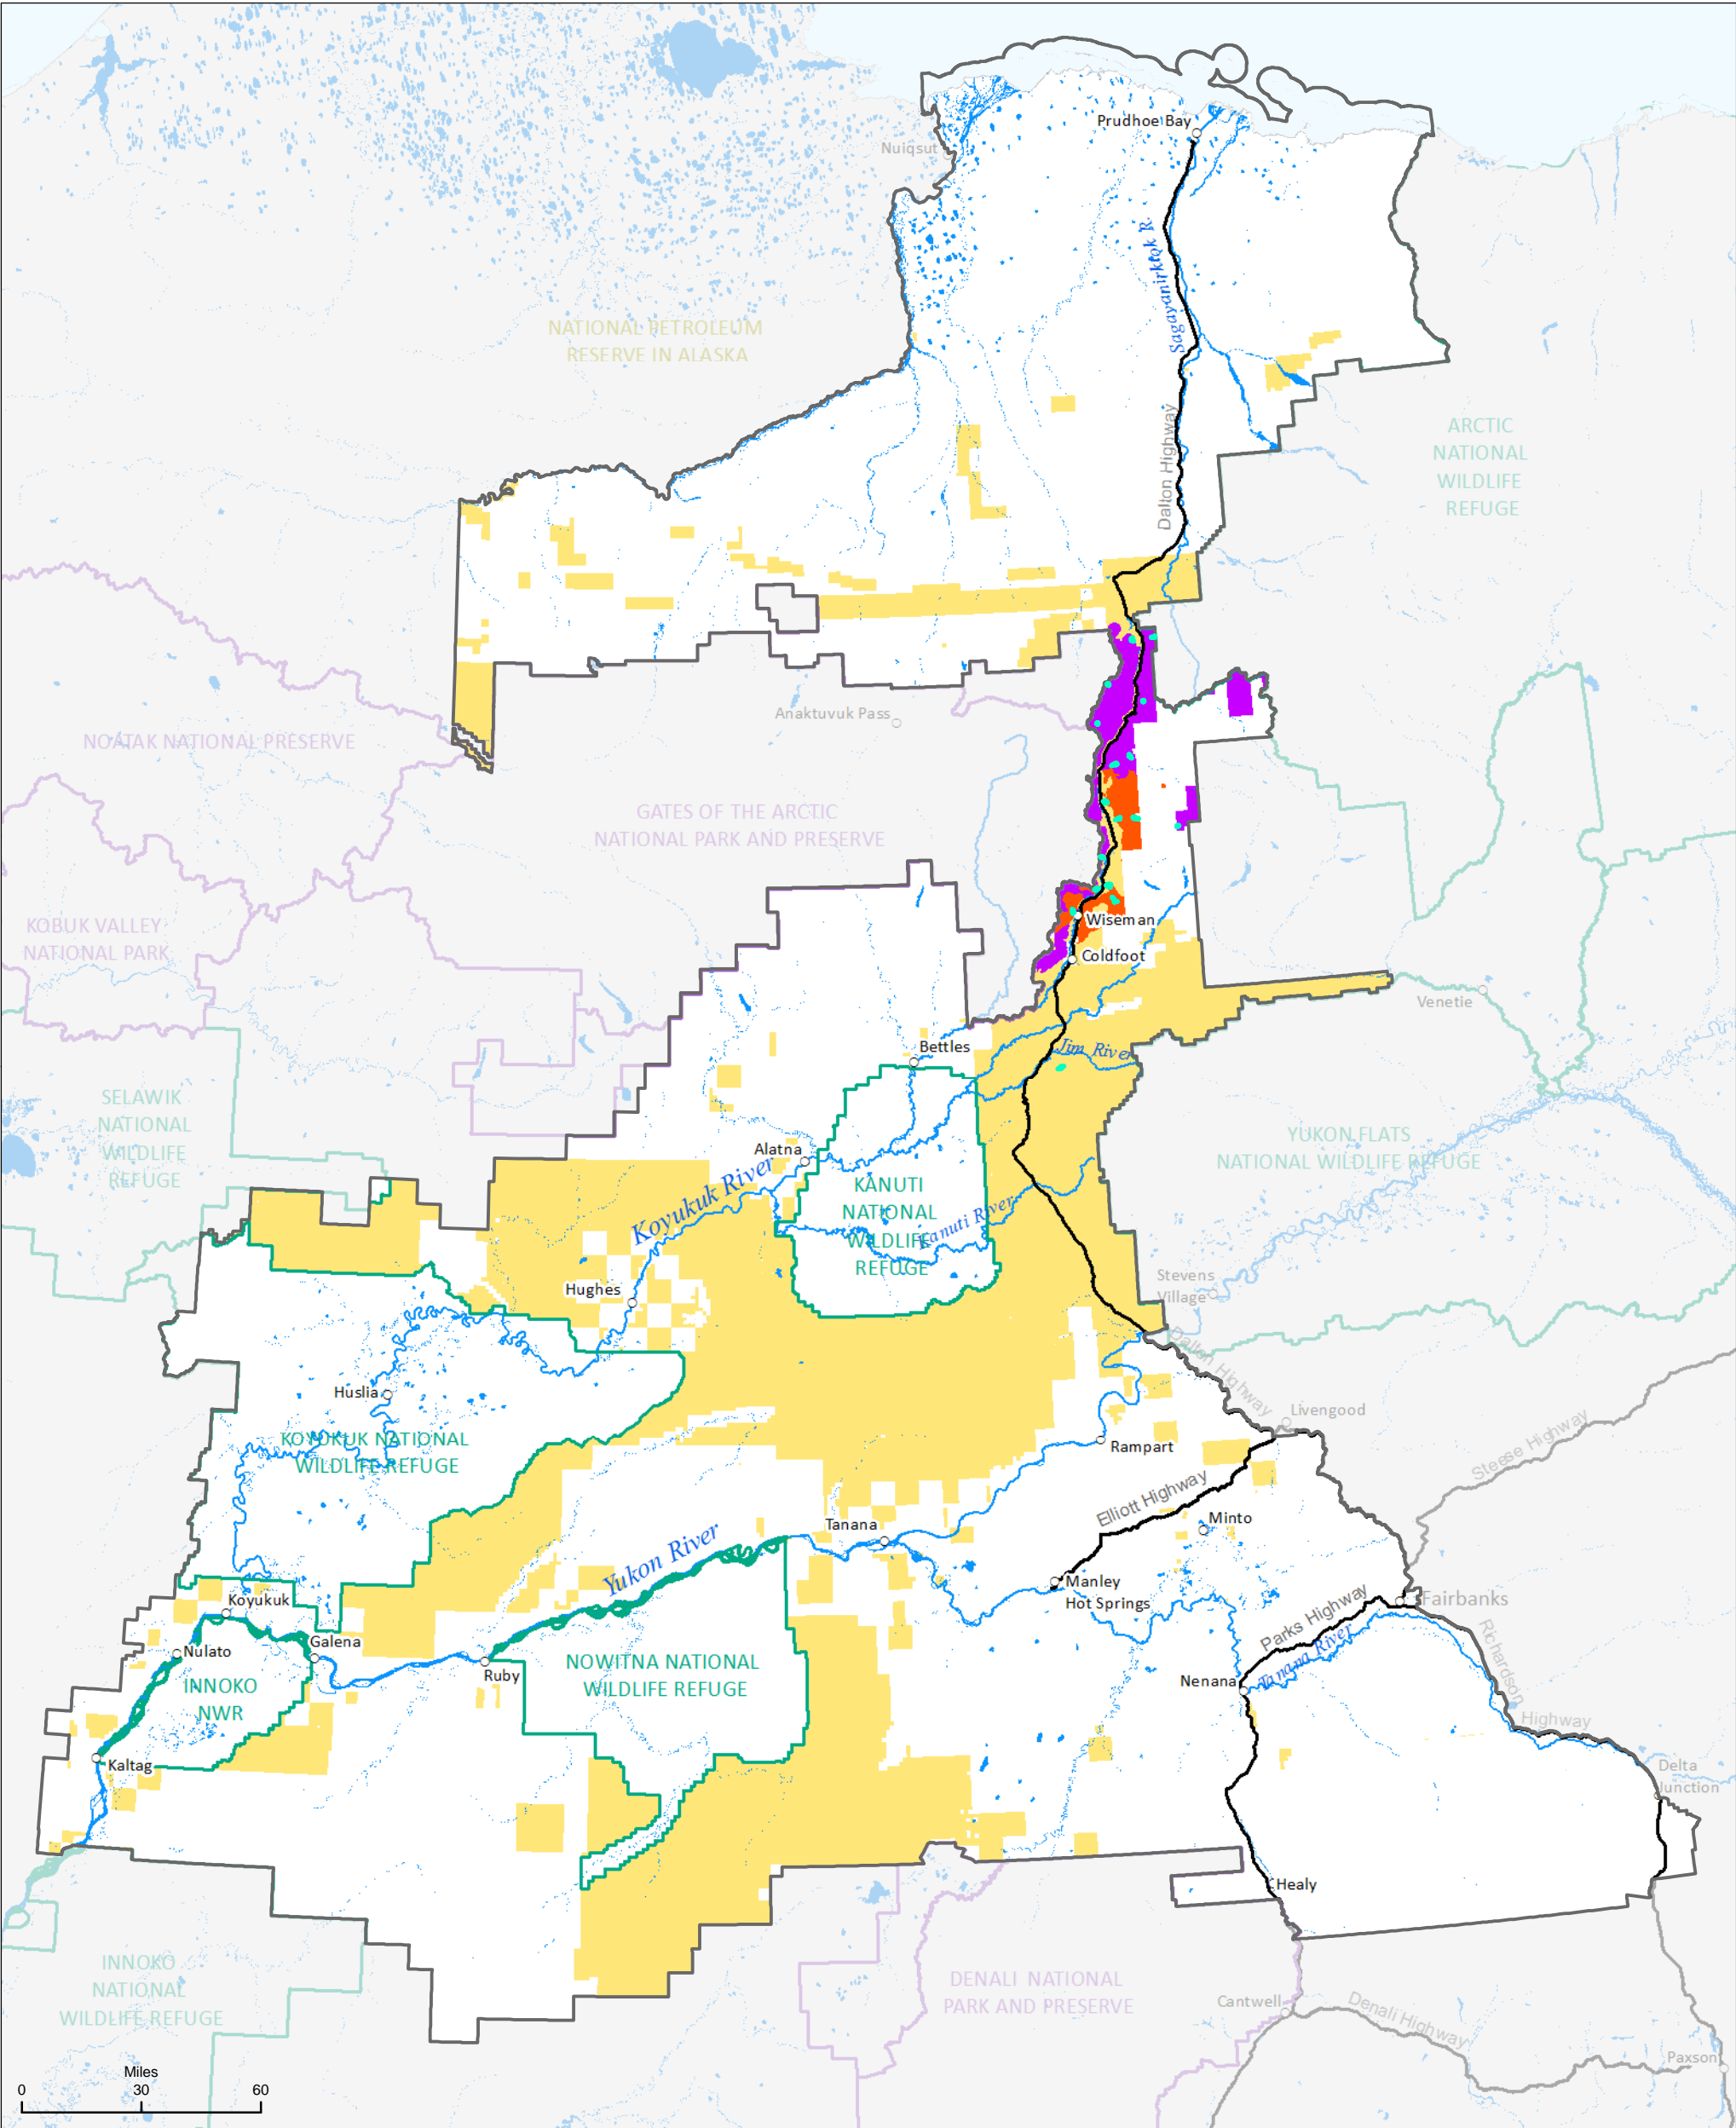 Prudhoe Bay
Nuiqsut
Sagavanirktok R.
NATIONAL PETROLEUM
RESERVE IN ALASKA
Dalton Highway
ARCTIC
NATIONAL
WILDLIFE
REFUGE
Anaktuvuk Pass
NOATAK NATIONAL PRESERVE
GATES OF THE ARCTIC
NATIONAL PARK AND PRESERVE
KOBUK VALLEY
NATIONAL PARK
Wiseman
Coldfoot
Venetie
Bettles
Jim River
SELAWIK
NATIONAL
WILDLIFE
REFUGE
YUKON FLATS
NATIONAL WILDLIFE REFUGE
Alatna
Koyukuk River
KANUTI
NATIONAL
WILDLIFE
REFUGE
Kanuti River
Stevens
Village
Hughes
Dalton Highway
Huslia
Livengood
KOYUKUK NATIONAL
WILDLIFE REFUGE
Rampart
Steese Highway
Elliott Highway
Minto
Tanana
Yukon River
Manley
Hot Springs
Koyukuk
Fairbanks
Parks Highway
Galena
Nulato
Tanana River
Richardson
Highway
Ruby
NOWITNA NATIONAL
WILDLIFE REFUGE
INNOKO
NWR
Nenana
Kaltag
Delta
Junction
Healy
INNOKO
NATIONAL
WILDLIFE REFUGE
DENALI NATIONAL
PARK AND PRESERVE
Cantwell
Denali Highway
Paxson
Miles
0 30 60